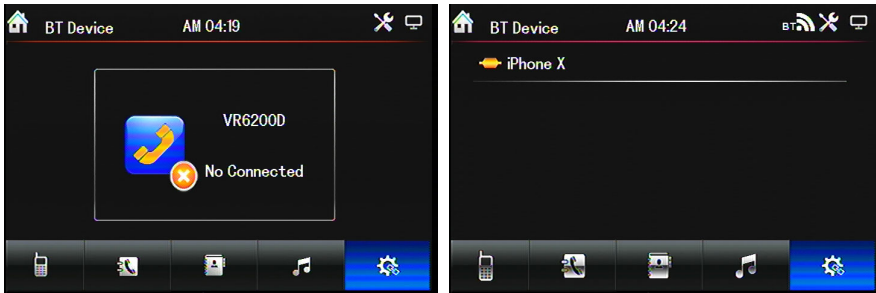 BT Device AM 04:19
VR6200D
No Connected
BT Device AM 04:24 BT
iPhone X